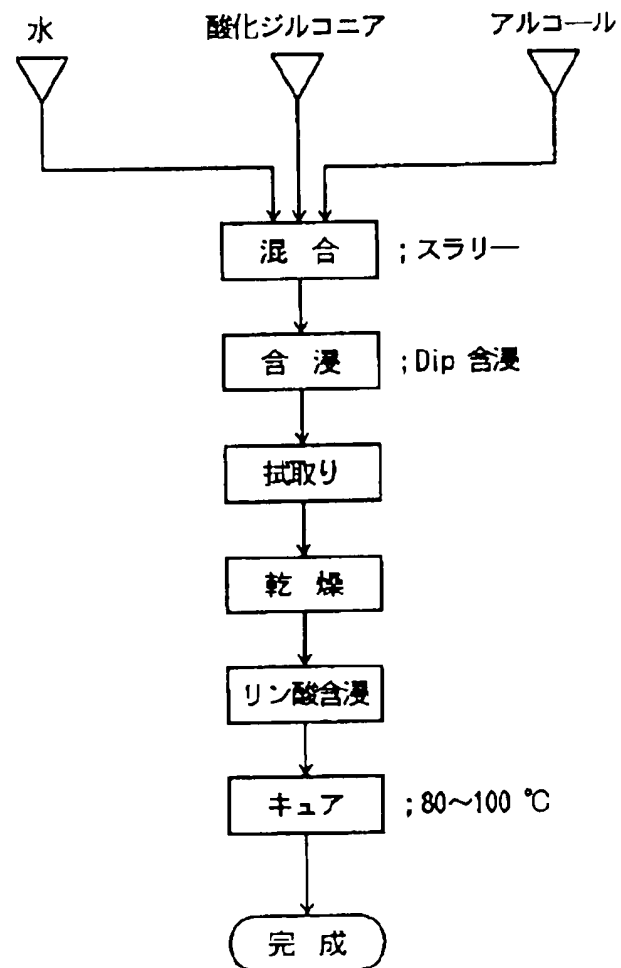 水
酸化ジルコニア
アルコール
混 合 ;スラリー
含 浸 ;Dip 含浸
拭取り
乾 燥
リン酸含浸
キュア ;80〜100 ℃
完 成